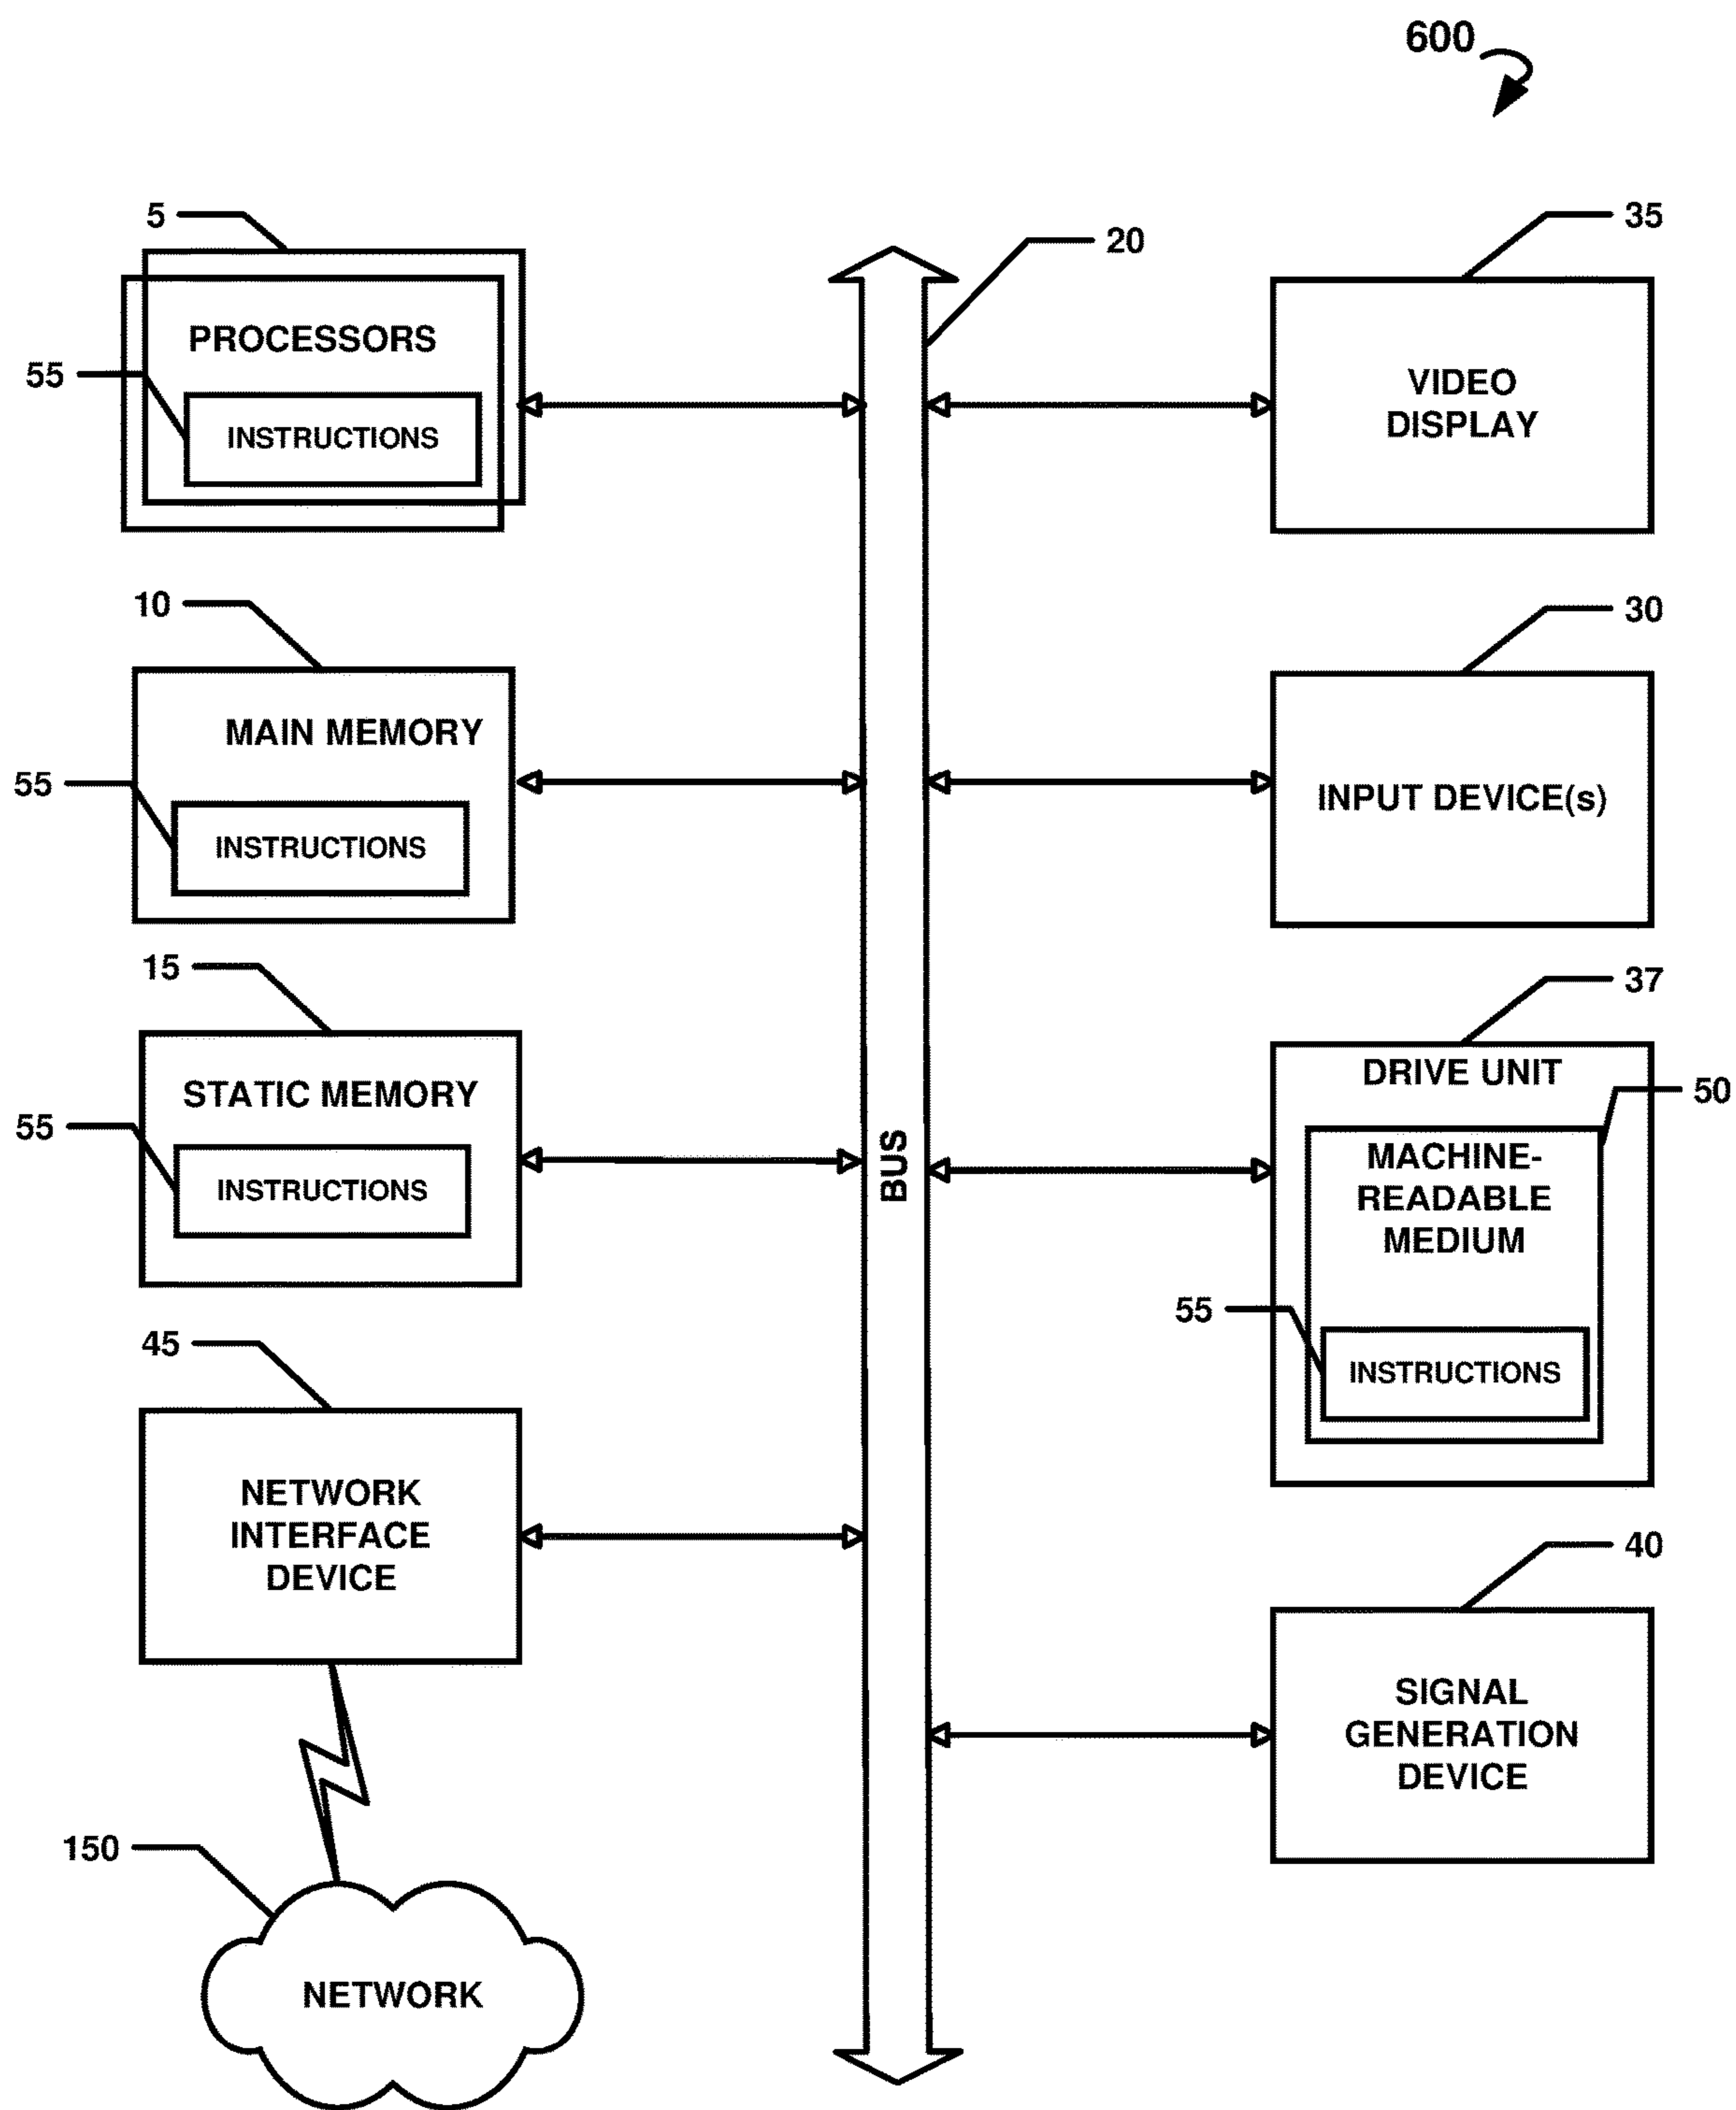 600
5
PROCESSORS
55
INSTRUCTIONS
10
MAIN MEMORY
55
INSTRUCTIONS
15
STATIC MEMORY
55
INSTRUCTIONS
45
NETWORK
INTERFACE
DEVICE
150
NETWORK
20
BUS
35
VIDEO
DISPLAY
30
INPUT DEVICE(s)
37
DRIVE UNIT
50
MACHINE-
READABLE
MEDIUM
55
INSTRUCTIONS
40
SIGNAL
GENERATION
DEVICE